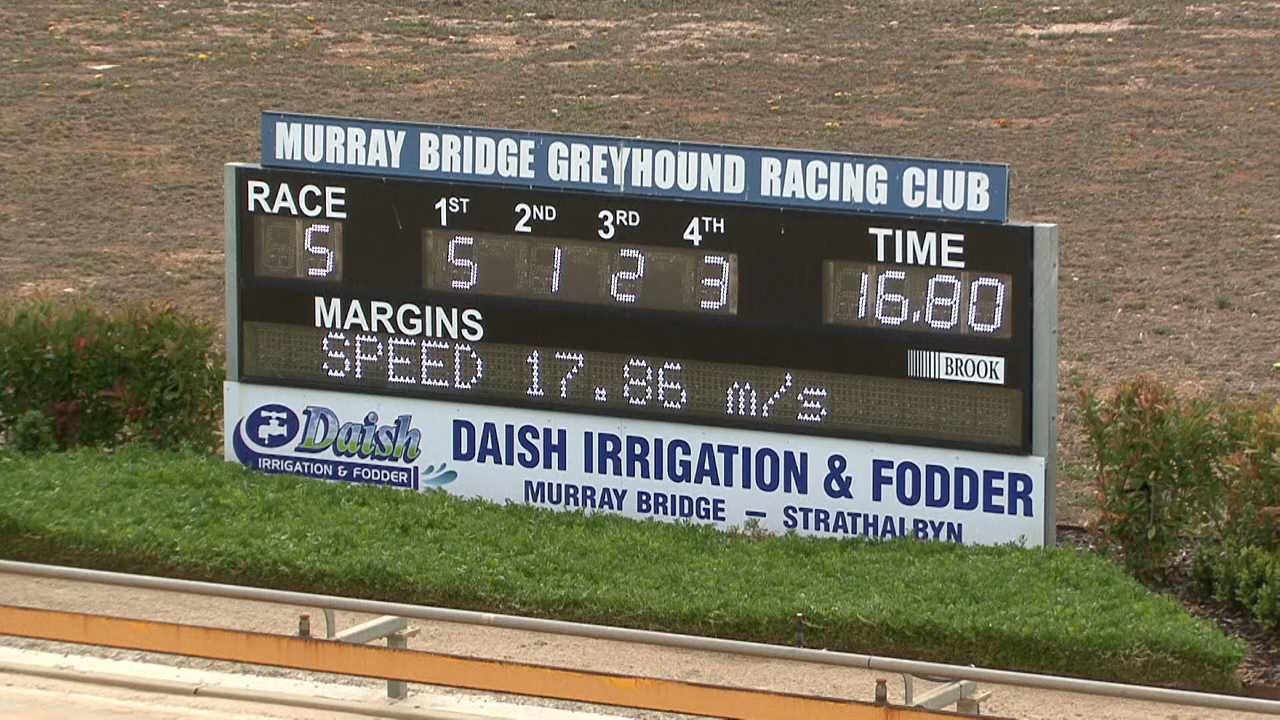 MURRAY BRIDGE GREYHOUND RACING CLUB
RACE 1ST 2ND 3RD 4TH TIME
5 5 1 2 3 16.80
MARGINS
SPEED 17.86 m/s
BROOK
Daish
IRRIGATION & FODDER
DAISH IRRIGATION & FODDER
MURRAY BRIDGE – STRATHALBYN